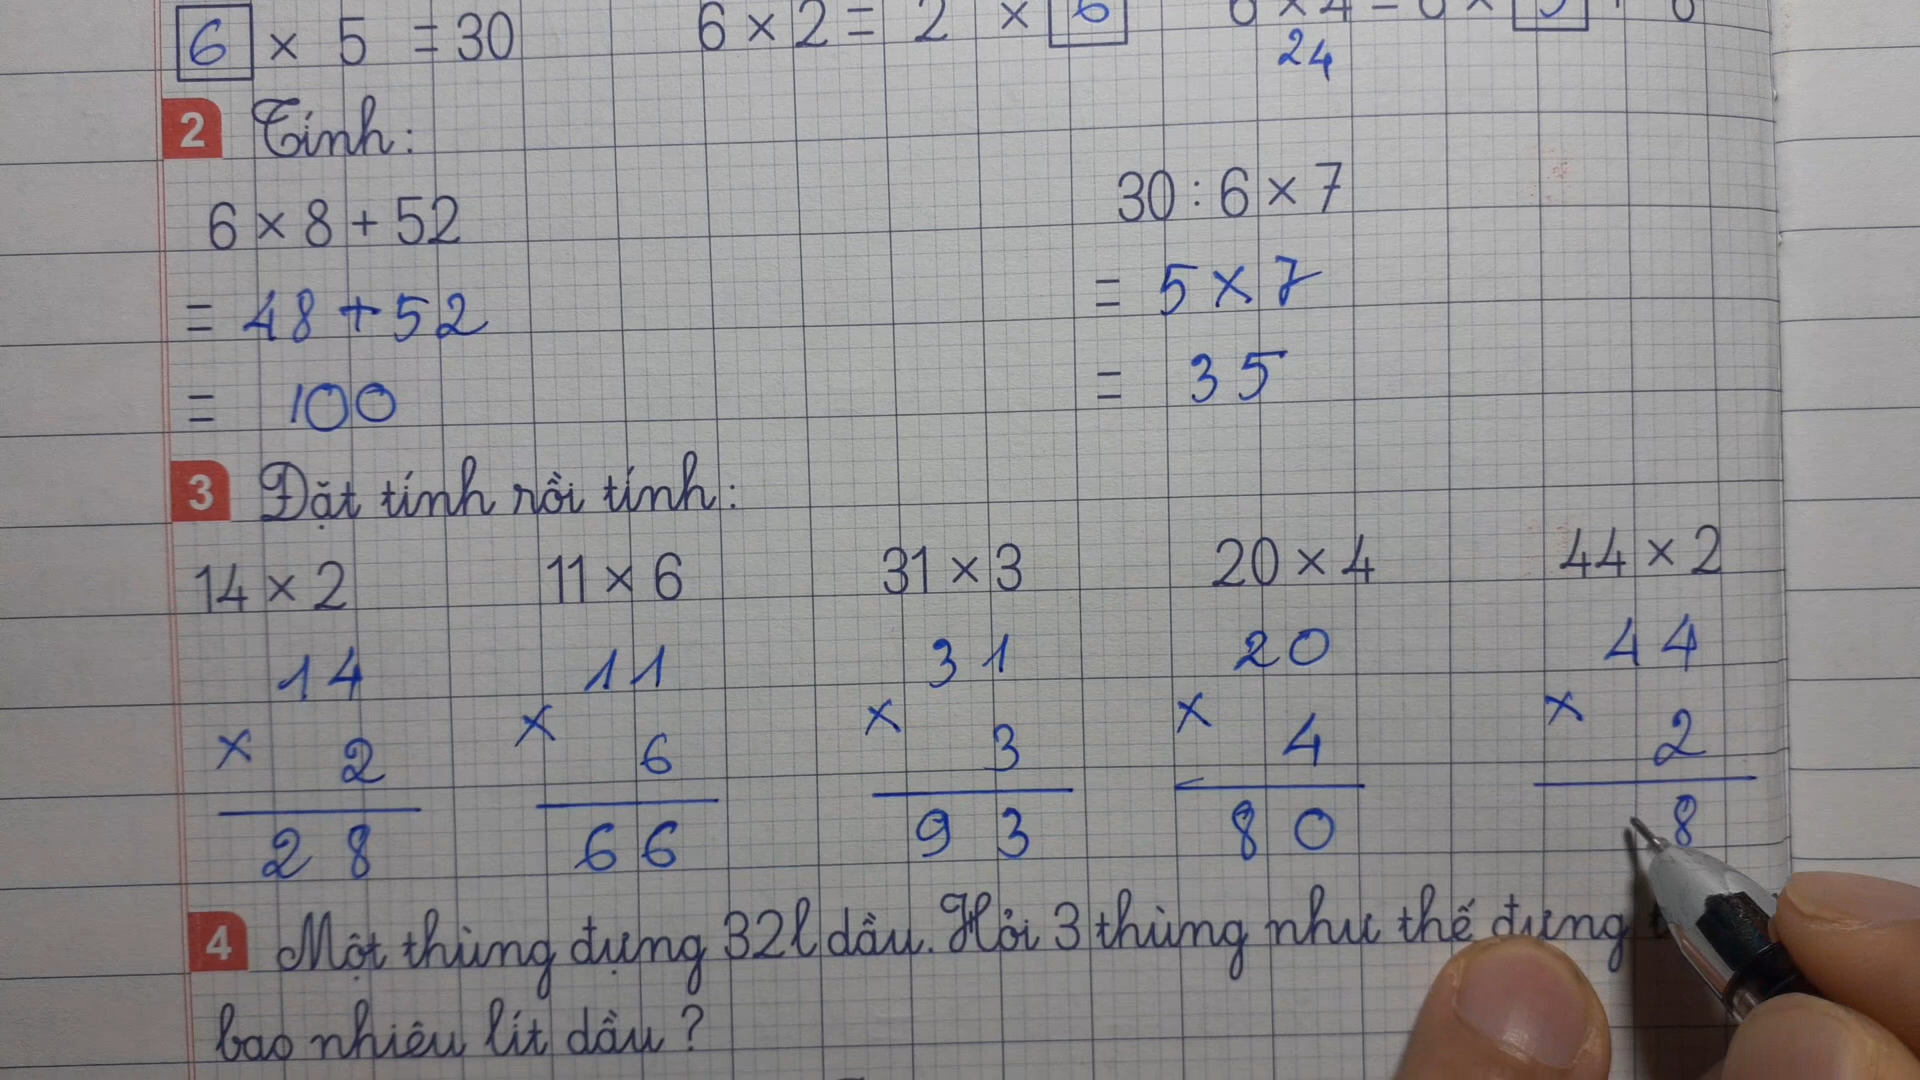 6 × 5 = 30 6 × 2 = 2 × 6
24
2 Tính:
6 × 8 + 52 30 : 6 × 7
= 48 + 52 = 5 × 7
= 100 = 35
3 Đặt tính rồi tính:
14 × 2 11 × 6 31 × 3 20 × 4 44 × 2
14 11 31 20 44
× 2 × 6 × 3 × 4 × 2
28 66 93 80 8
4 Một thùng đựng 32l dầu. Hỏi 3 thùng như thế đựng
bao nhiêu lít dầu?